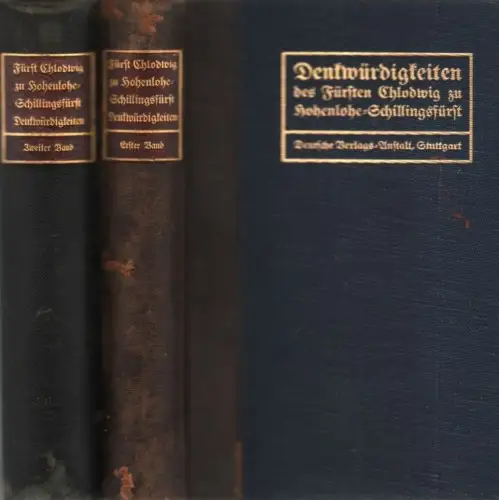 Fürst Chlodwig
zu Hohenlohe-
Schillingsfürst
Denkwürdigkeiten
Zweiter Band
Fürst Chlodwig
zu Hohenlohe-
Schillingsfürst
Denkwürdigkeiten
Erster Band
Denkwürdigkeiten
des Fürsten Chlodwig zu
Hohenlohe-Schillingsfürst
Deutsche Verlags-Anstalt, Stuttgart